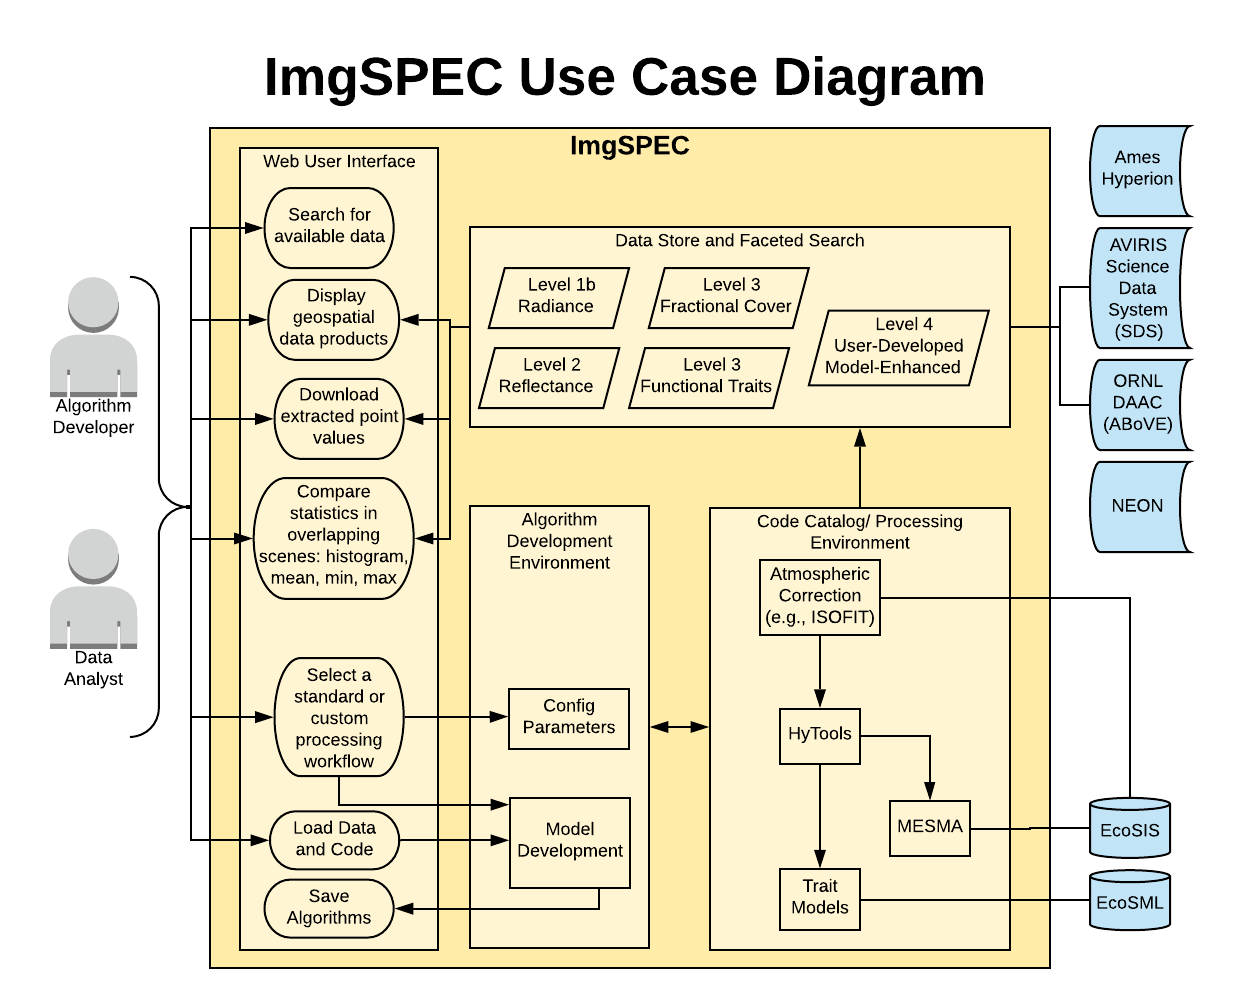 ImgSPEC Use Case Diagram
ImgSPEC
Web User Interface
Search for
available data
Display
geospatial
data products
Download
extracted point
values
Compare
statistics in
overlapping
scenes: histogram,
mean, min, max
Select a
standard or
custom
processing
workflow
Load Data
and Code
Save
Algorithms
Algorithm
Developer
Data
Analyst
Data Store and Faceted Search
Level 1b
Radiance
Level 3
Fractional Cover
Level 2
Reflectance
Level 3
Functional Traits
Level 4
User-Developed
Model-Enhanced
Algorithm
Development
Environment
Config
Parameters
Model
Development
Code Catalog/ Processing
Environment
Atmospheric
Correction
(e.g., ISOFIT)
HyTools
MESMA
Trait
Models
Ames
Hyperion
AVIRIS
Science
Data
System
(SDS)
ORNL
DAAC
(ABoVE)
NEON
EcoSIS
EcoSML